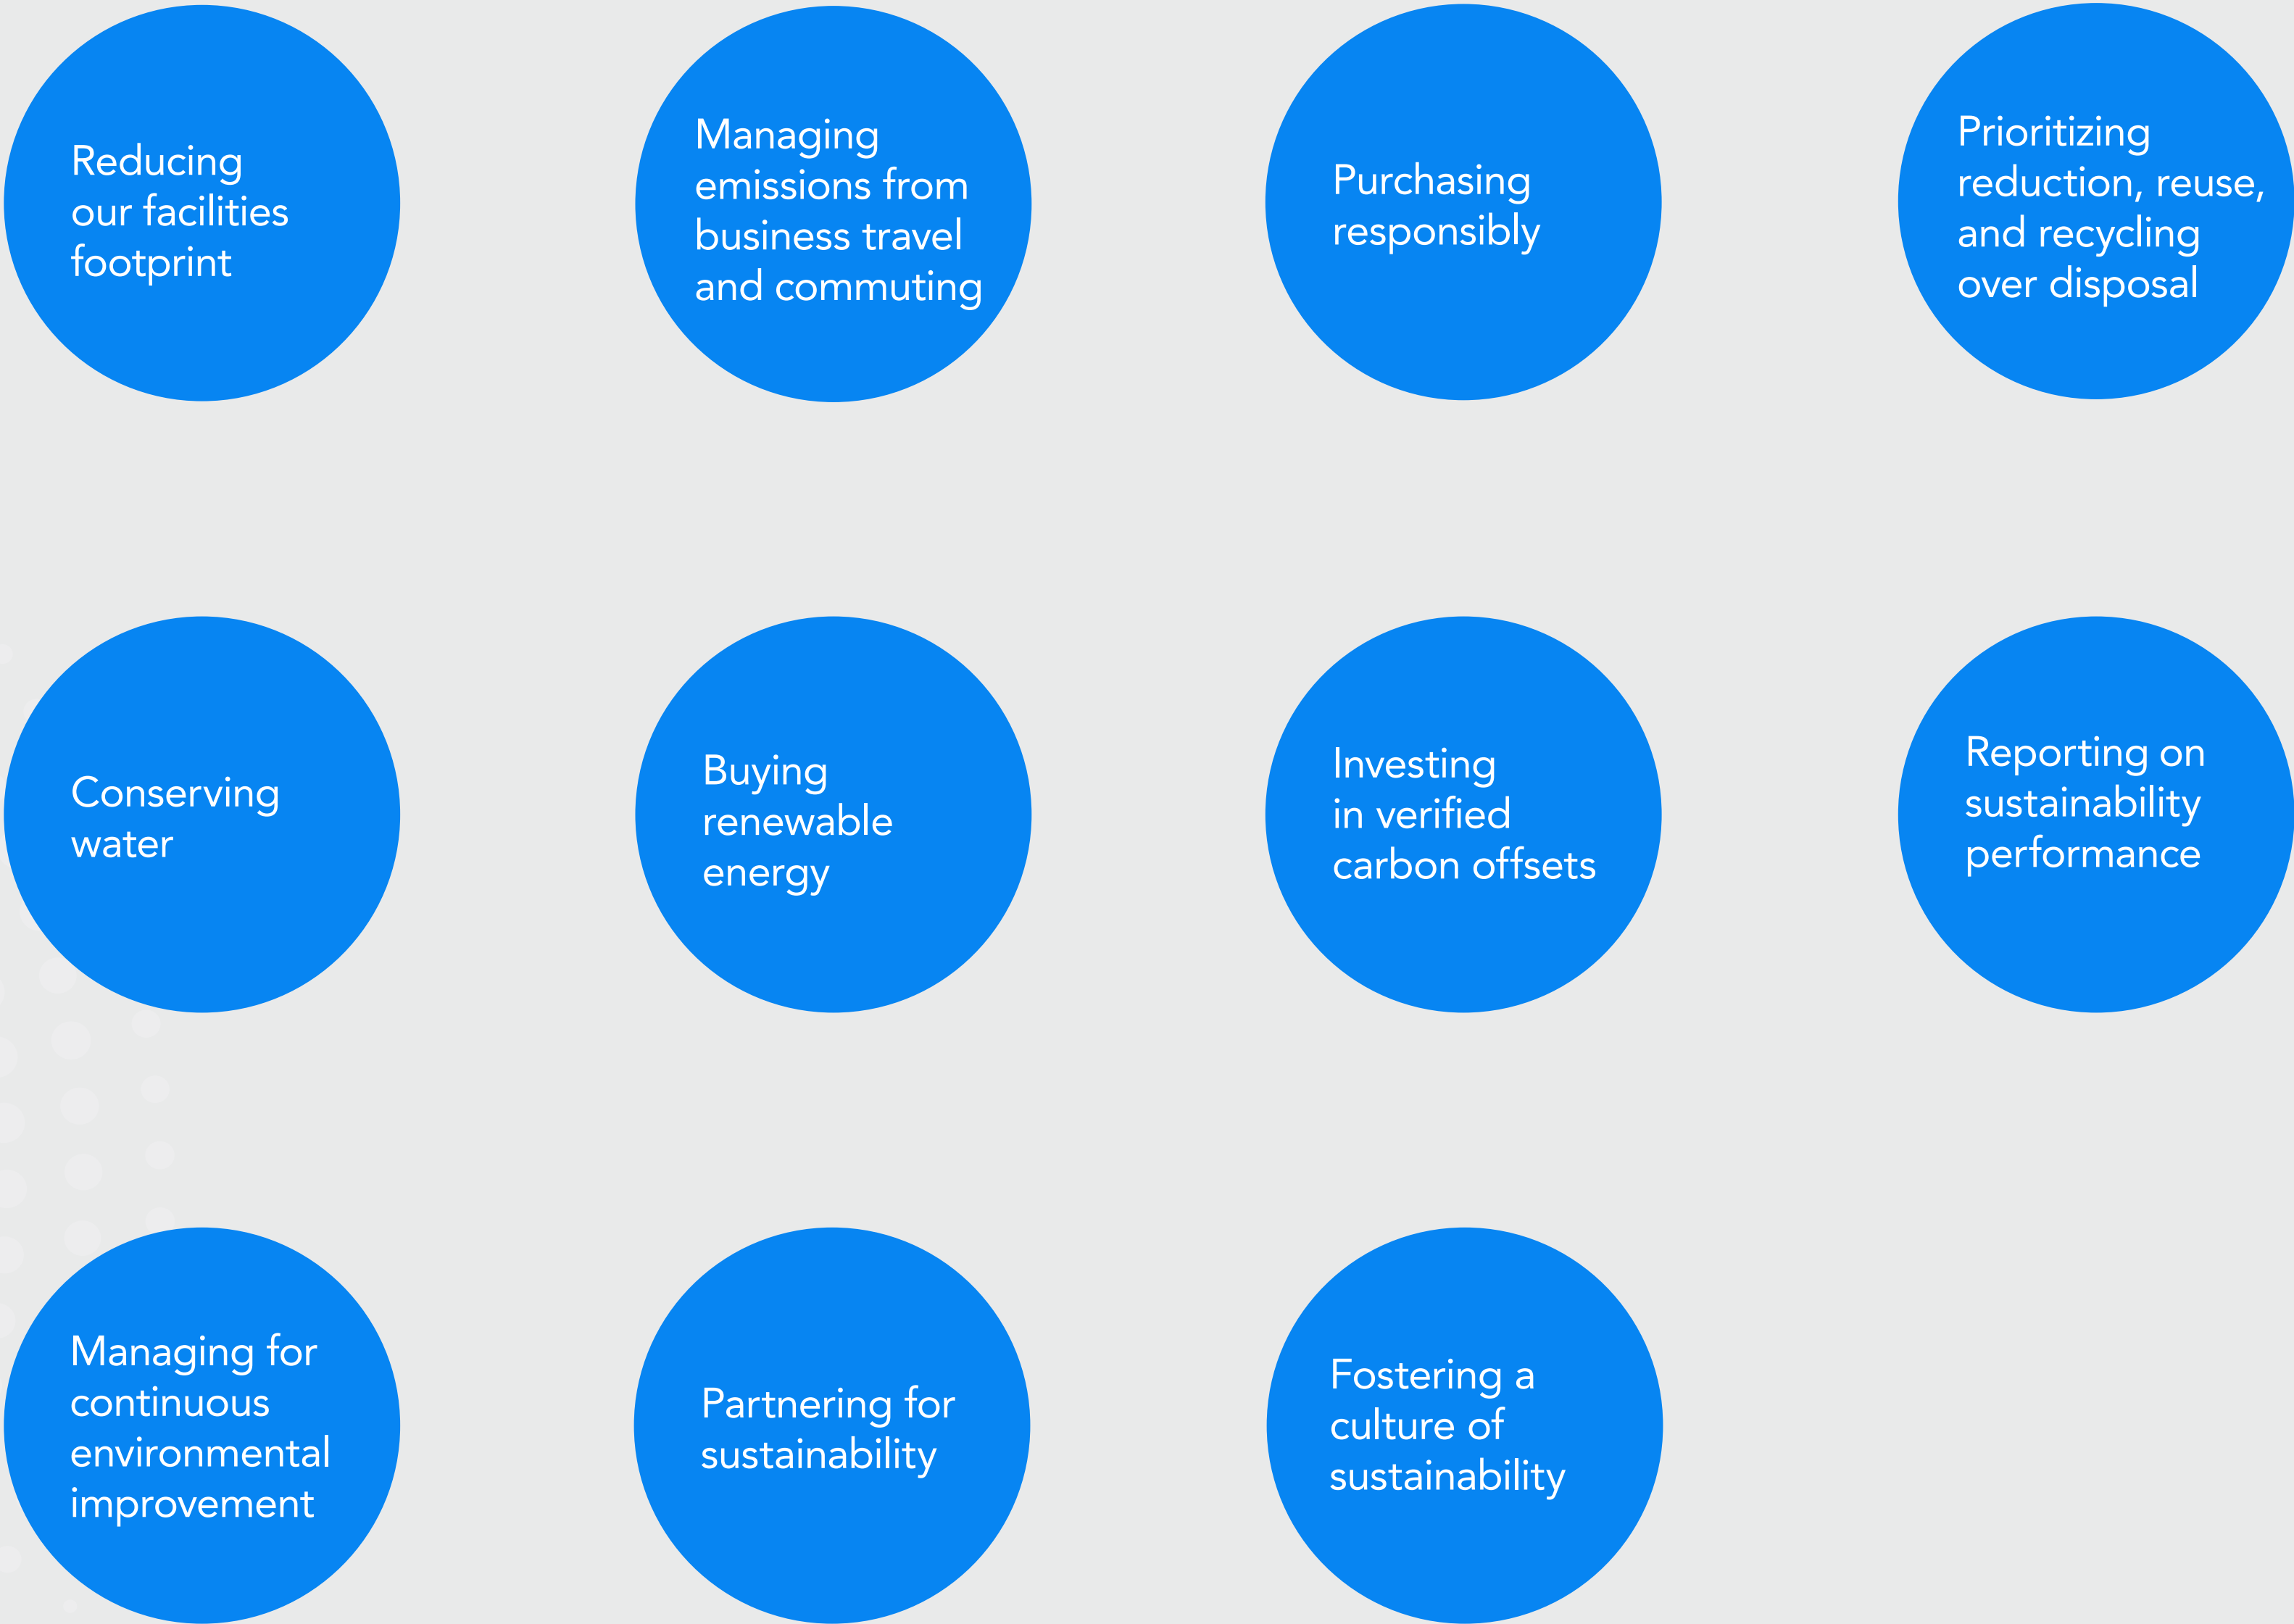 Reducing
our facilities
footprint
Managing
emissions from
business travel
and commuting
Purchasing
responsibly
Prioritizing
reduction, reuse,
and recycling
over disposal
Conserving
water
Buying
renewable
energy
Investing
in verified
carbon offsets
Reporting on
sustainability
performance
Managing for
continuous
environmental
improvement
Partnering for
sustainability
Fostering a
culture of
sustainability